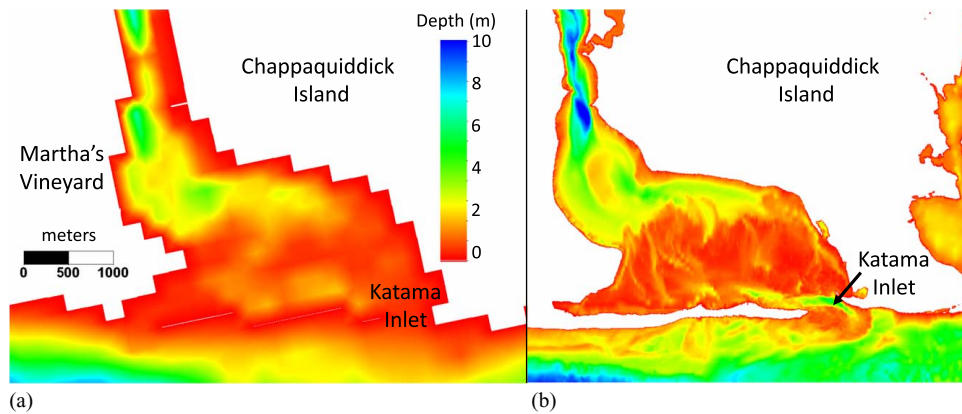 Depth (m)
10
8
6
4
2
0
Chappaquiddick
Island
Martha's
Vineyard
meters
0 500 1000
Katama
Inlet
(a)
Chappaquiddick
Island
Katama
Inlet
(b)